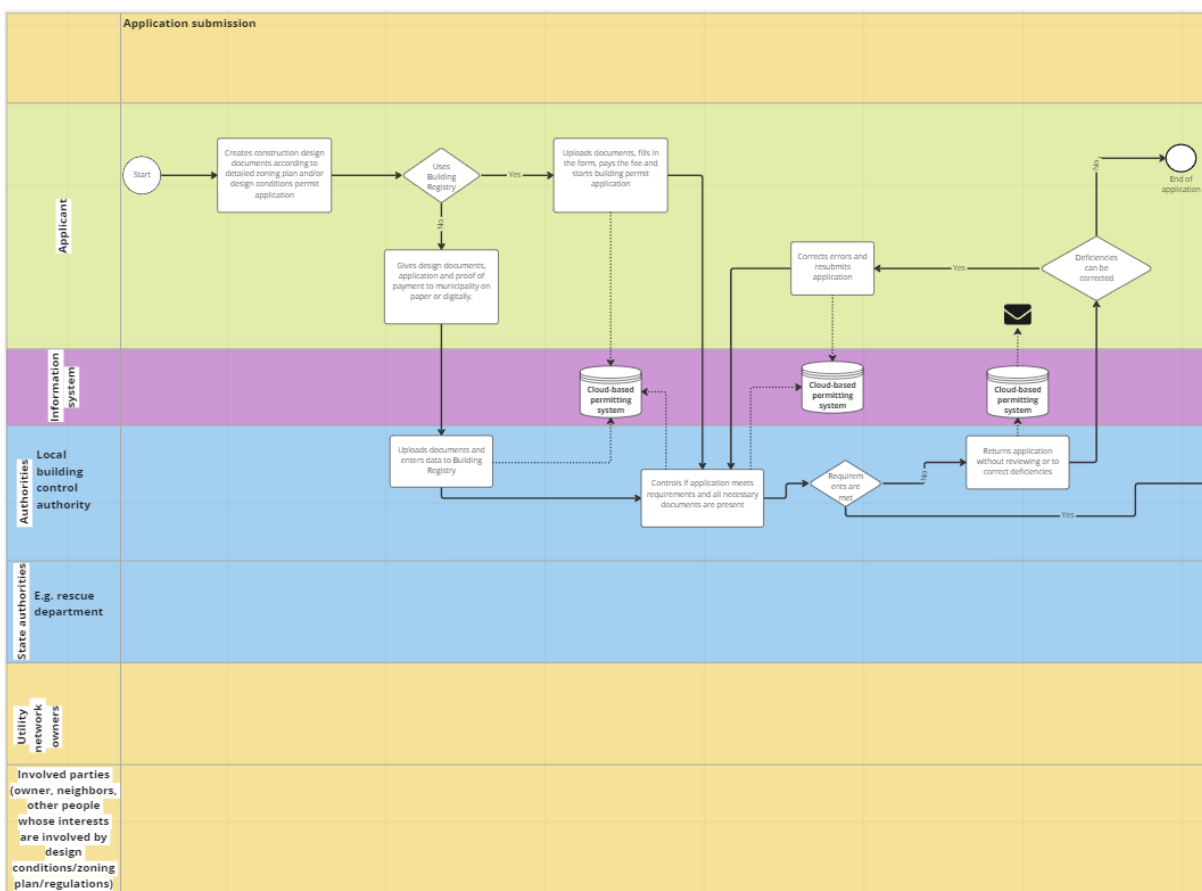 Application submission
Applicant
Start
Creates construction design
documents according to
detailed zoning plan and/or
design conditions permit
application
Uses
Building
Registry
Yes
Uploads documents, fills in
the form, pays the fee and
starts building permit
application
No
Gives design documents,
application and proof of
payment to municipality on
paper or digitally.
Corrects errors and
resubmits
application
Yes
Deficiencies
can be
corrected
No
End of
application
Information
system
Cloud-based
permitting
system
Cloud-based
permitting
system
Cloud-based
permitting
system
Authorities
Local
building
control
authority
Uploads documents and
enters data to Building
Registry
Controls if application meets
requirements and all necessary
documents are present
Requirem
ents are
met
No
Returns application
without reviewing or to
correct deficiencies
Yes
State authorities
E.g. rescue
department
Utility
network
owners
Involved parties
(owner, neighbors,
other people
whose interests
are involved by
design
conditions/zoning
plan/regulations)